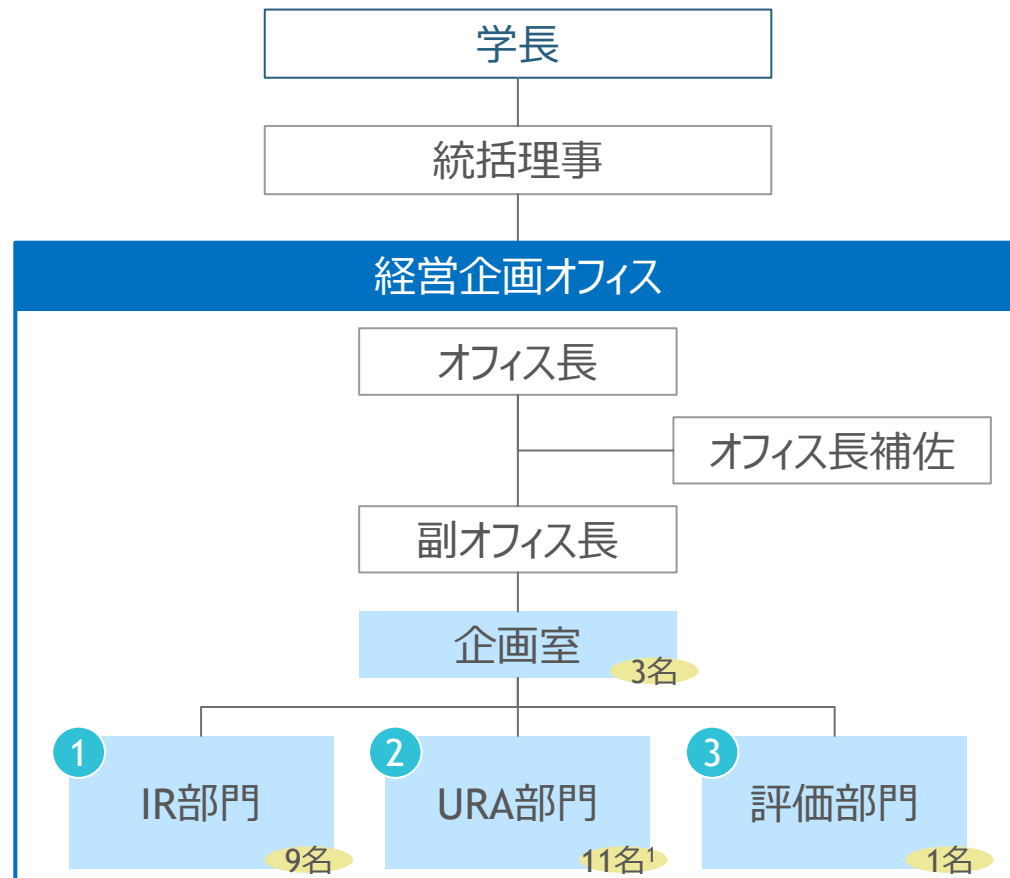 学長
統括理事
経営企画オフィス
オフィス長
オフィス長補佐
副オフィス長
企画室
3名
1
2
3
IR部門
URA部門
評価部門
9名
11名1
1名